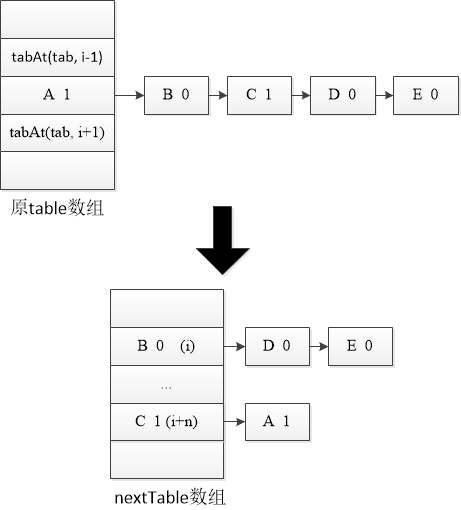 tabAt(tab, i-1)
A 1
B 0
C 1
D 0
E 0
tabAt(tab, i+1)
原table数组
B 0 (i)
D 0
E 0
...
C 1 (i+n)
A 1
nextTable数组